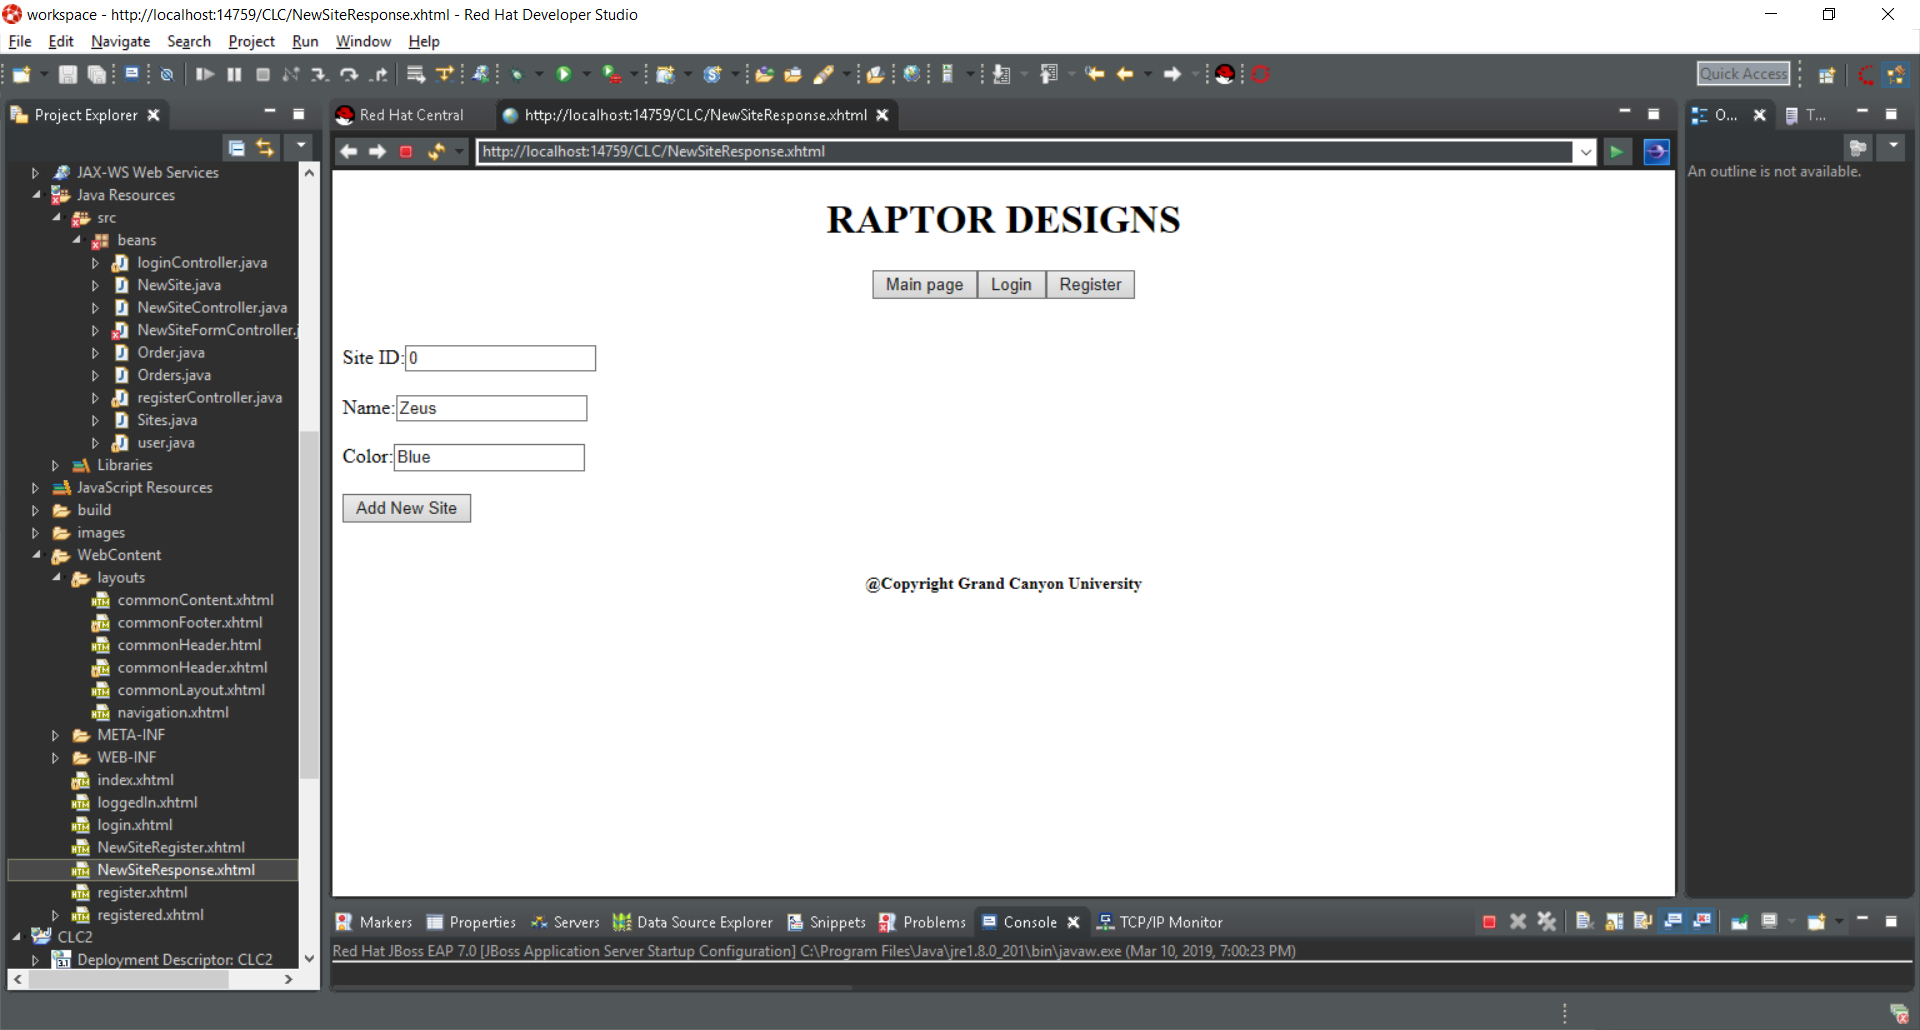 workspace - http://localhost:14759/CLC/NewSiteResponse.xhtml - Red Hat Developer Studio
File Edit Navigate Search Project Run Window Help
Quick Access
Project Explorer
JAX-WS Web Services
Java Resources
src
beans
loginController.java
NewSite.java
NewSiteController.java
NewSiteFormController.j
Order.java
Orders.java
registerController.java
Sites.java
user.java
Libraries
JavaScript Resources
build
images
WebContent
layouts
commonContent.xhtml
commonFooter.xhtml
commonHeader.html
commonHeader.xhtml
commonLayout.xhtml
navigation.xhtml
META-INF
WEB-INF
index.xhtml
loggedIn.xhtml
login.xhtml
NewSiteRegister.xhtml
NewSiteResponse.xhtml
register.xhtml
registered.xhtml
CLC2
Deployment Descriptor: CLC2
Red Hat Central http://localhost:14759/CLC/NewSiteResponse.xhtml
http://localhost:14759/CLC/NewSiteResponse.xhtml
RAPTOR DESIGNS
Main page Login Register
Site ID: 0
Name: Zeus
Color: Blue
Add New Site
@Copyright Grand Canyon University
O... T...
An outline is not available.
Markers Properties Servers Data Source Explorer Snippets Problems Console TCP/IP Monitor
Red Hat JBoss EAP 7.0 [JBoss Application Server Startup Configuration] C:\Program Files\Java\jre1.8.0_201\bin\javaw.exe (Mar 10, 2019, 7:00:23 PM)